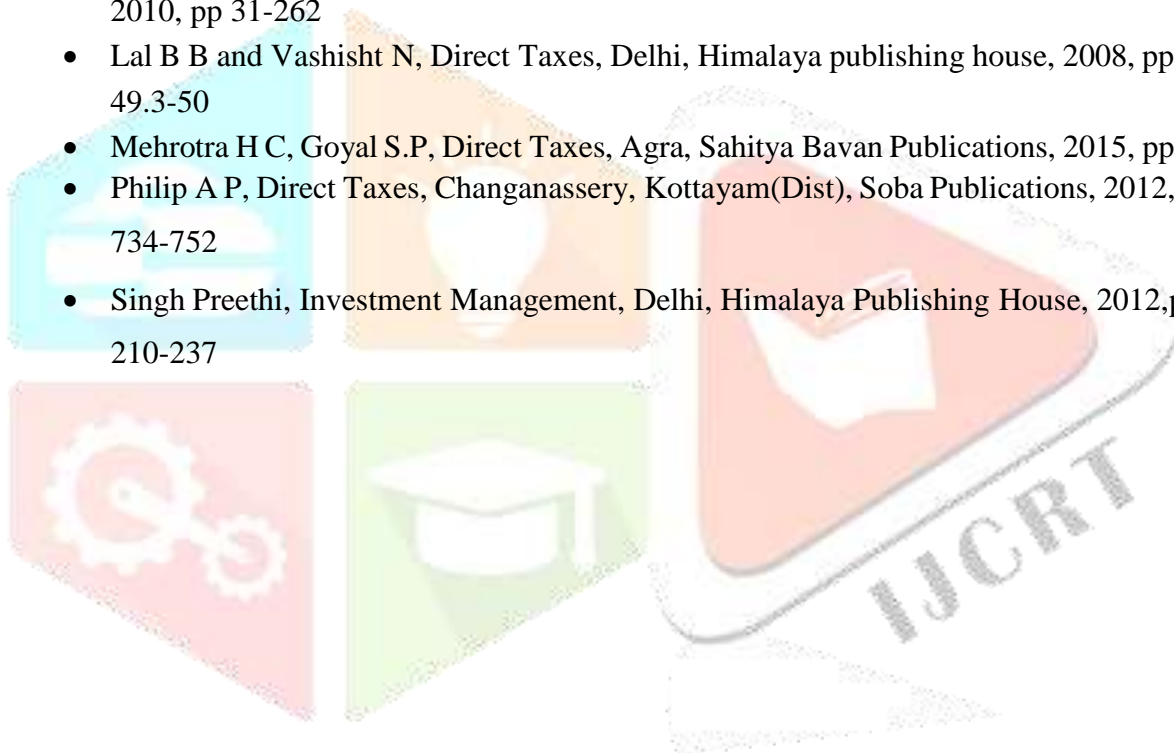 2010, pp 31-262
• Lal B B and Vashisht N, Direct Taxes, Delhi, Himalaya publishing house, 2008, pp
49.3-50
• Mehrotra H C, Goyal S.P, Direct Taxes, Agra, Sahitya Bavan Publications, 2015, pp
• Philip A P, Direct Taxes, Changanassery, Kottayam(Dist), Soba Publications, 2012,
734-752
• Singh Preethi, Investment Management, Delhi, Himalaya Publishing House, 2012,
210-237
IJCRT